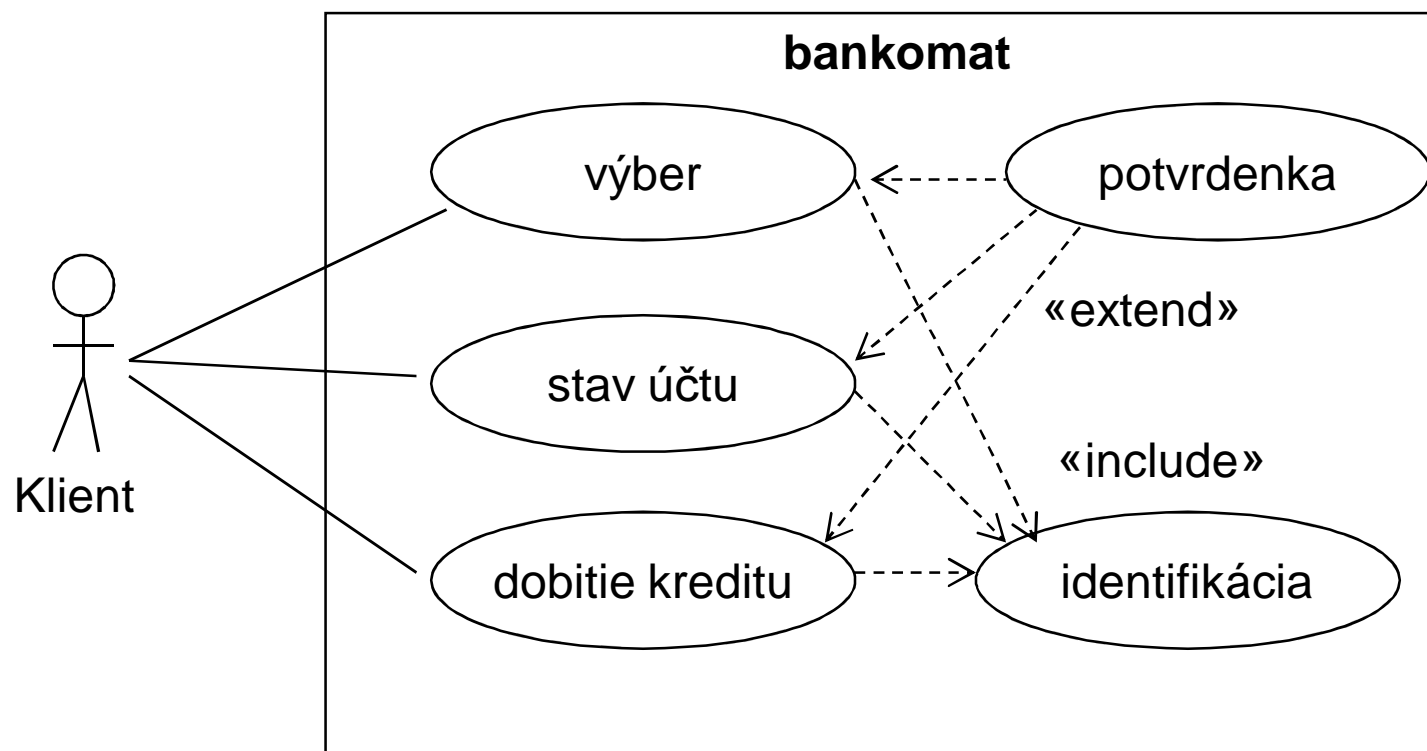 bankomat
výber
potvrdenka
«extend»
stav účtu
«include»
Klient
dobitie kreditu
identifikácia